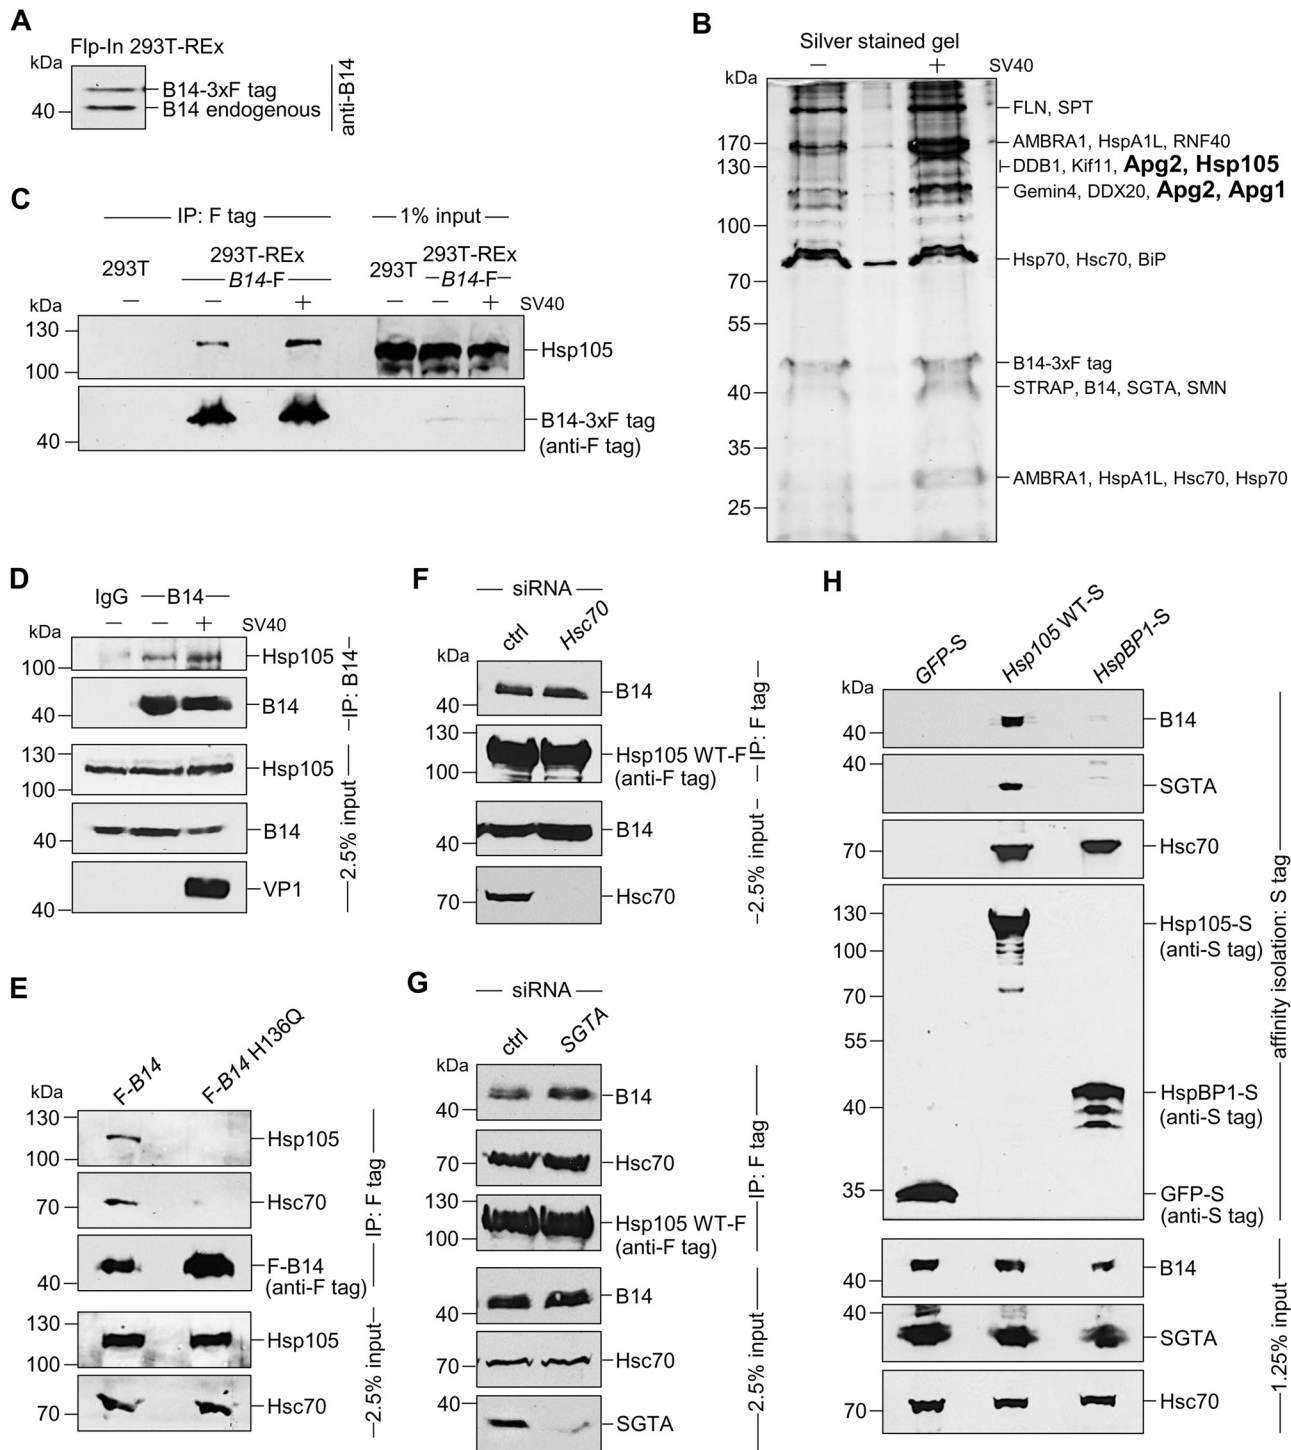 A
Flp-In 293T-REx
kDa
B14-3xF tag
40
B14 endogenous
anti-B14
B
Silver stained gel
− + SV40
kDa
FLN, SPT
170
AMBRA1, HspA1L, RNF40
130
DDB1, Kif11, Apg2, Hsp105
Gemin4, DDX20, Apg2, Apg1
100
Hsp70, Hsc70, BiP
70
55
B14-3xF tag
40
STRAP, B14, SGTA, SMN
35
AMBRA1, HspA1L, Hsc70, Hsp70
25
C
IP: F tag 1% input
293T 293T-REx 293T 293T-REx
B14-F B14-F
kDa − − + − − + SV40
130
Hsp105
100
B14-3xF tag
(anti-F tag)
40
D
IgG B14
− − + SV40
kDa
Hsp105
100
B14
40
IP: B14
130
Hsp105
100
B14
40
VP1
40
2.5% input
E
F-B14 F-B14 H136Q
kDa
130
Hsp105
100
Hsc70
70
F-B14
(anti-F tag)
40
IP: F tag
130
Hsp105
100
Hsc70
70
2.5% input
F
siRNA
ctrl Hsc70
kDa
B14
40
130
Hsp105 WT-F
(anti-F tag)
100
IP: F tag
B14
40
Hsc70
70
2.5% input
G
siRNA
ctrl SGTA
kDa
B14
40
Hsc70
70
130
Hsp105 WT-F
(anti-F tag)
100
IP: F tag
B14
40
Hsc70
70
40
SGTA
2.5% input
H
GFP-S Hsp105 WT-S HspBP1-S
kDa
B14
40
40
SGTA
Hsc70
70
130
Hsp105-S
(anti-S tag)
100
70
55
HspBP1-S
(anti-S tag)
40
35
GFP-S
(anti-S tag)
affinity isolation: S tag
B14
40
40
SGTA
Hsc70
70
1.25% input